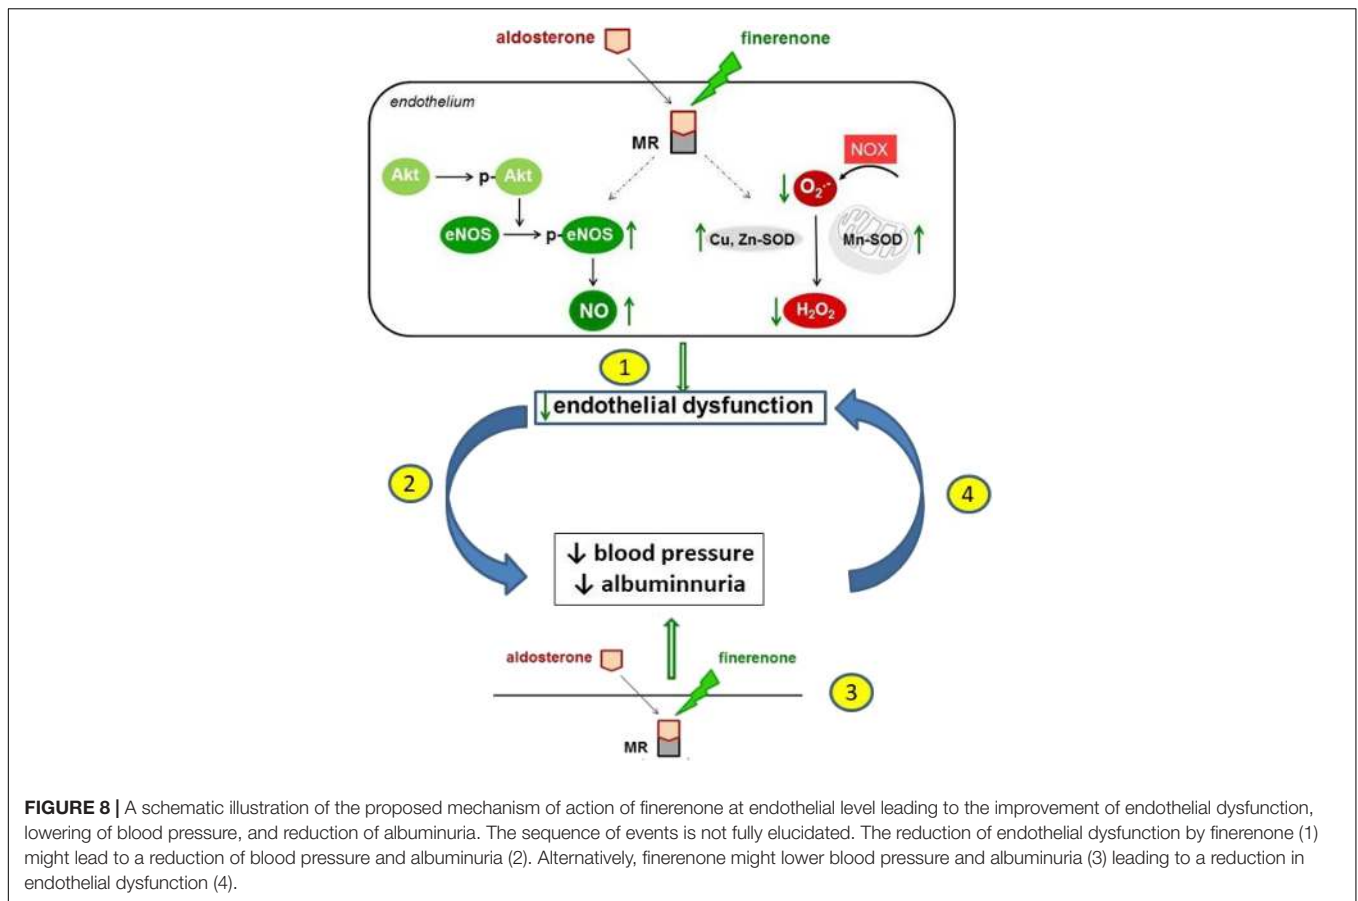 aldosterone
finerenone
endothelium
MR
NOX
Akt
p-Akt
O₂·-
eNOS
p-eNOS
Cu, Zn-SOD
Mn-SOD
NO
H₂O₂
1
endothelial dysfunction
2
4
blood pressure
albuminnuria
aldosterone
finerenone
3
MR
FIGURE 8 | A schematic illustration of the proposed mechanism of action of finerenone at endothelial level leading to the improvement of endothelial dysfunction,
lowering of blood pressure, and reduction of albuminuria. The sequence of events is not fully elucidated. The reduction of endothelial dysfunction by finerenone (1)
might lead to a reduction of blood pressure and albuminuria (2). Alternatively, finerenone might lower blood pressure and albuminuria (3) leading to a reduction in
endothelial dysfunction (4).